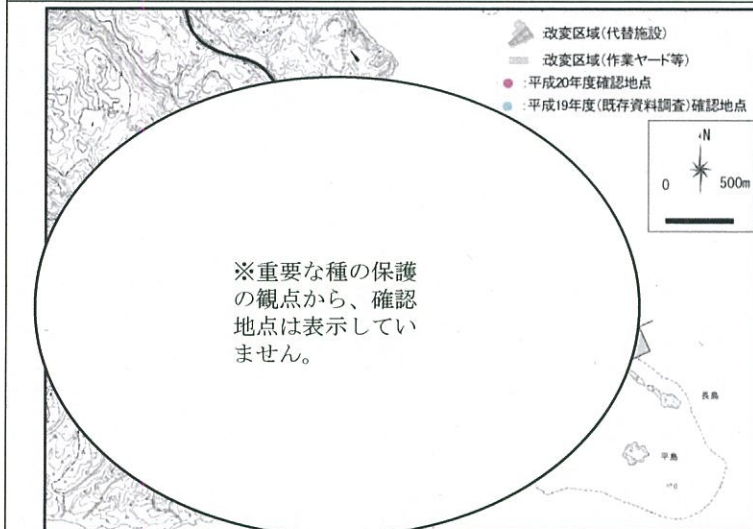 改変区域(代替施設)
改変区域(作業ヤード等)
:平成20年度確認地点
:平成19年度(既存資料調査)確認地点
N
0 500m
※重要な種の保護
の観点から、確認
地点は表示してい
ません。
長島
平島